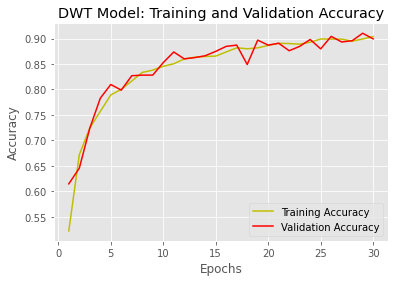 DWT Model: Training and Validation Accuracy
0.90
0.85
0.80
0.75
0.70
0.65
0.60
0.55
Accuracy
Training Accuracy
Validation Accuracy
0 5 10 15 20 25 30
Epochs